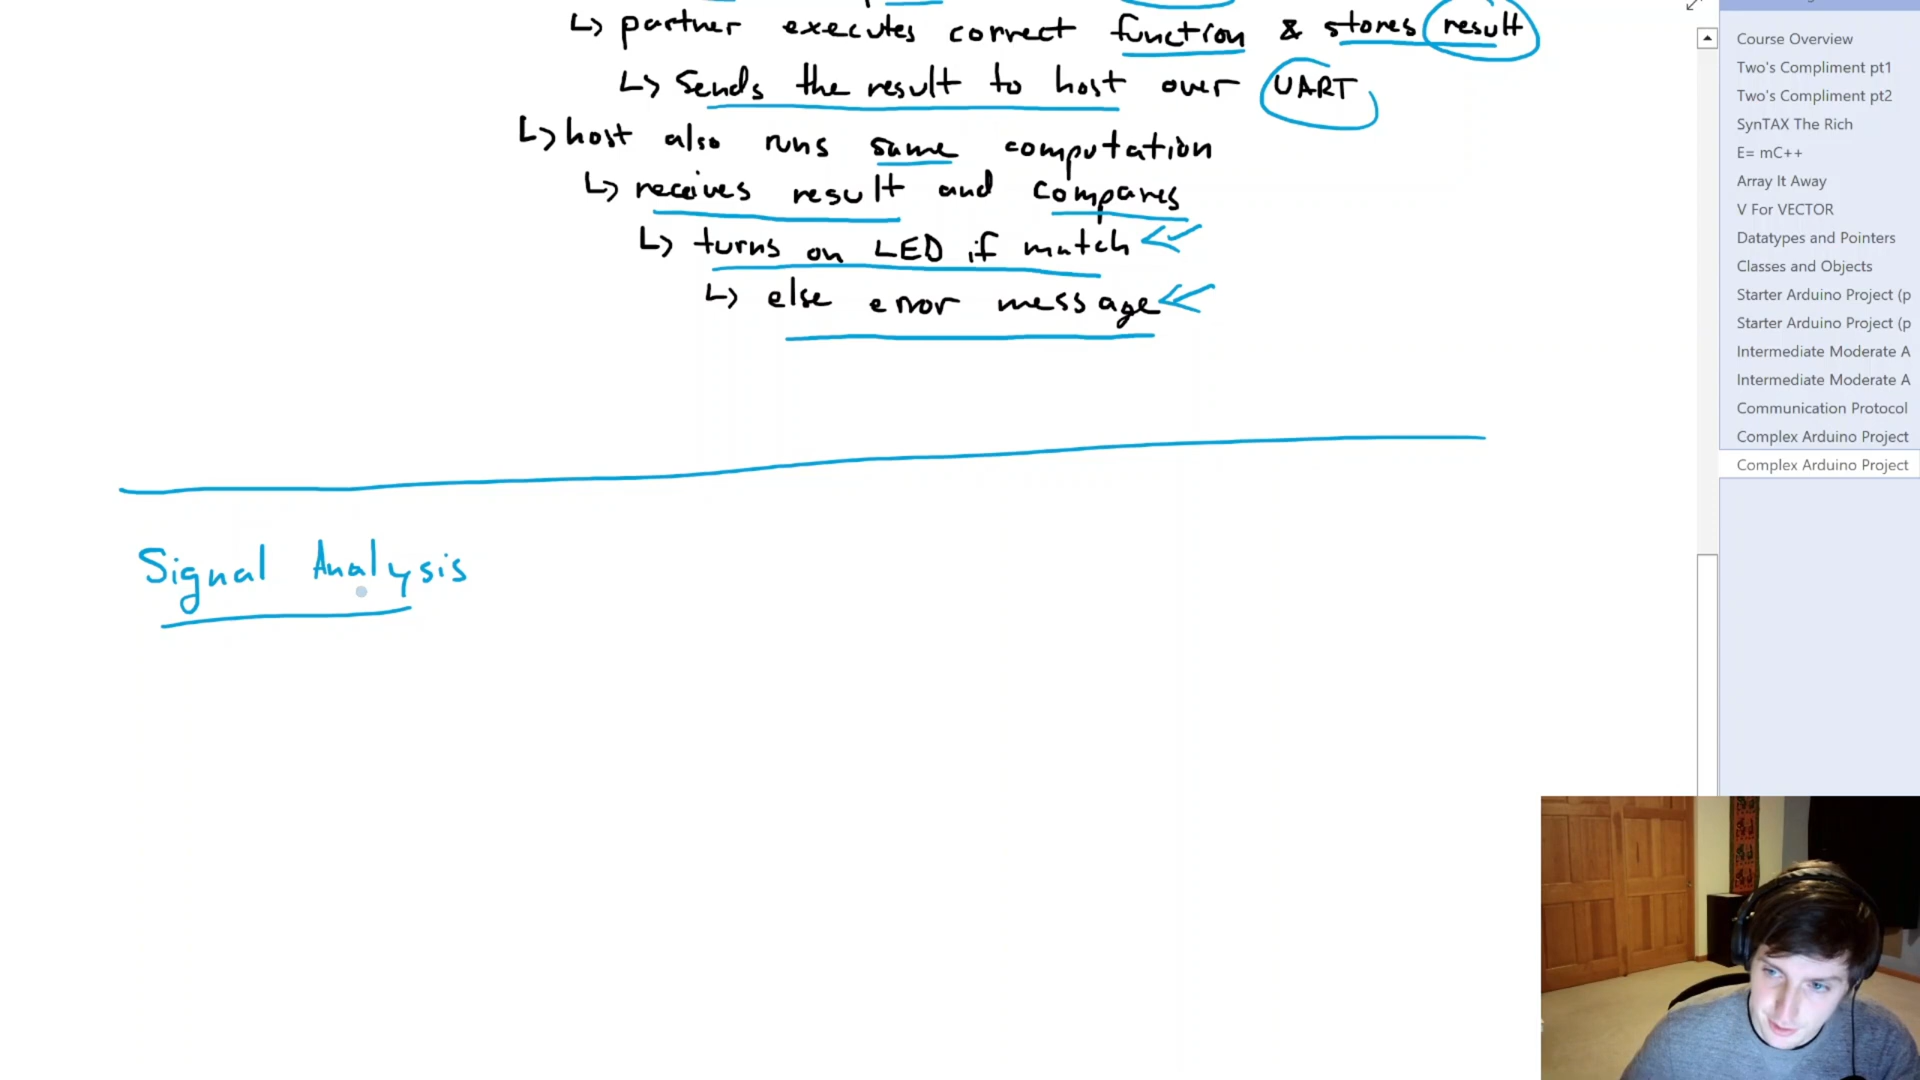 ↳ partner executes correct function & stores result
↳ Sends the result to host over UART
↳ host also runs same computation
↳ receives result and compares
↳ turns on LED if match
↳ else error message
Signal Analysis
Course Overview
Two's Compliment pt1
Two's Compliment pt2
SynTAX The Rich
E= mC++
Array It Away
V For VECTOR
Datatypes and Pointers
Classes and Objects
Starter Arduino Project (p
Starter Arduino Project (p
Intermediate Moderate A
Intermediate Moderate A
Communication Protocol
Complex Arduino Project
Complex Arduino Project